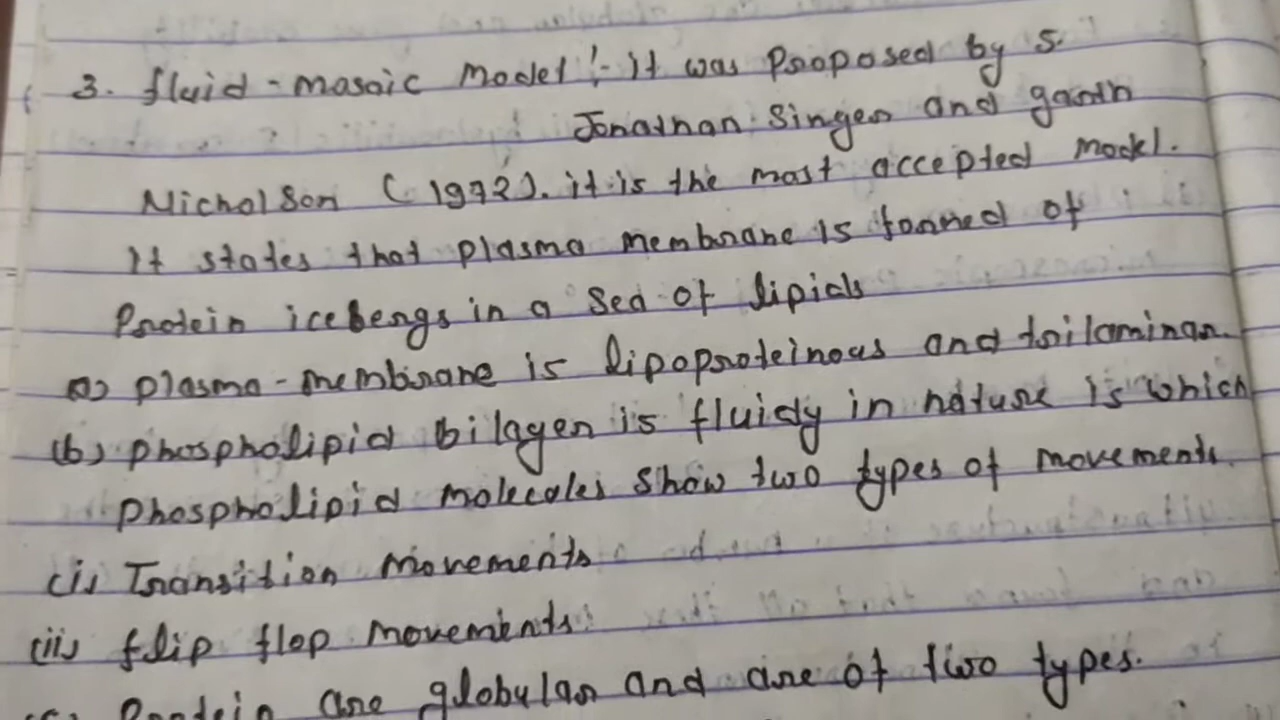 3. fluid-mosaic Model:- it was Proposed by S.
Jonathan Singer and garth
Nicholson (1972). it is the most accepted model.
It states that plasma membrane is formed of
Protein icebergs in a sea of lipids
(a) plasma-membrane is lipoproteinous and trilaminar.
(b) phospholipid bilayer is fluidy in nature is which
phospholipid molecules show two types of movements
(i) Transition movements
(ii) flip flop movements
(c) Protein are globular and are of two types.